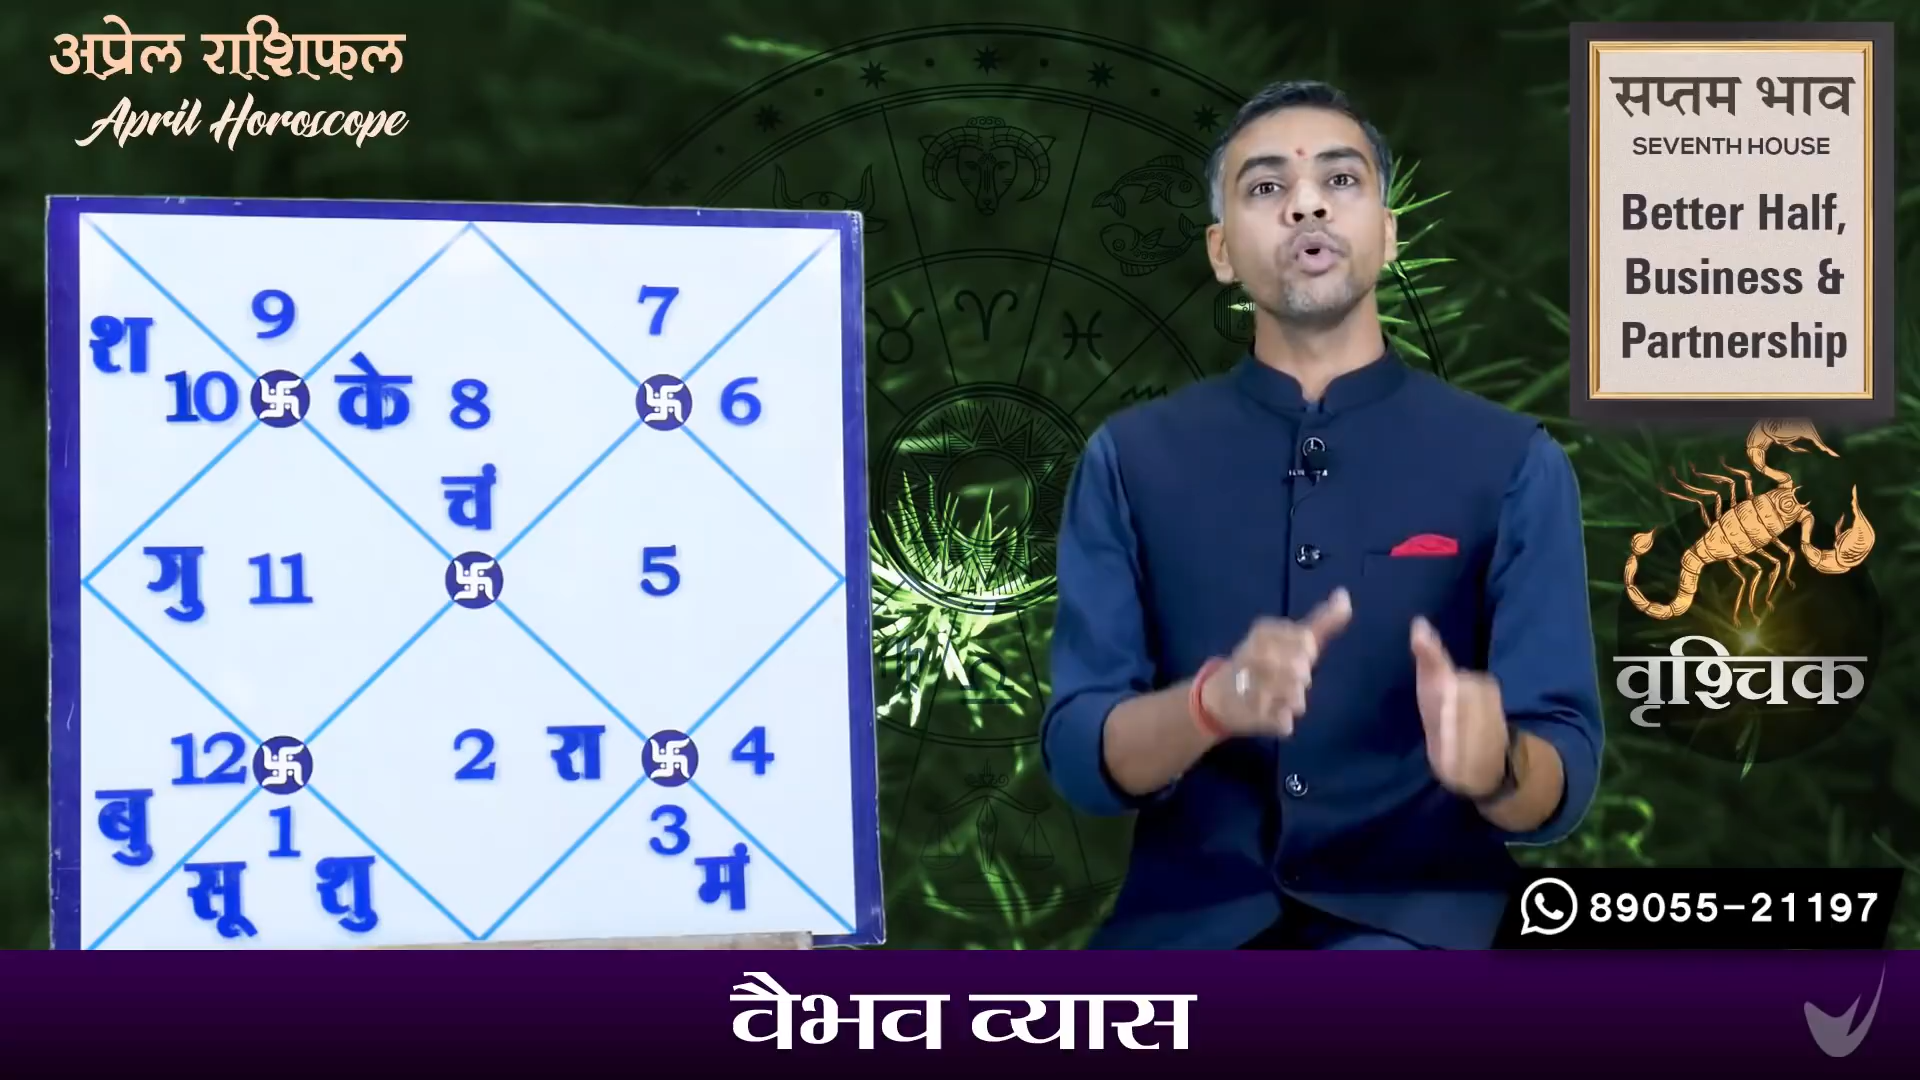 अप्रेल राशिफल
April Horoscope
सप्तम भाव
SEVENTH HOUSE
Better Half,
Business &
Partnership
9
7
श
10
के
8
6
चं
गु
11
5
12
2
रा
4
बु
1
3
सू
शु
मं
वृश्चिक
89055-21197
वैभव व्यास